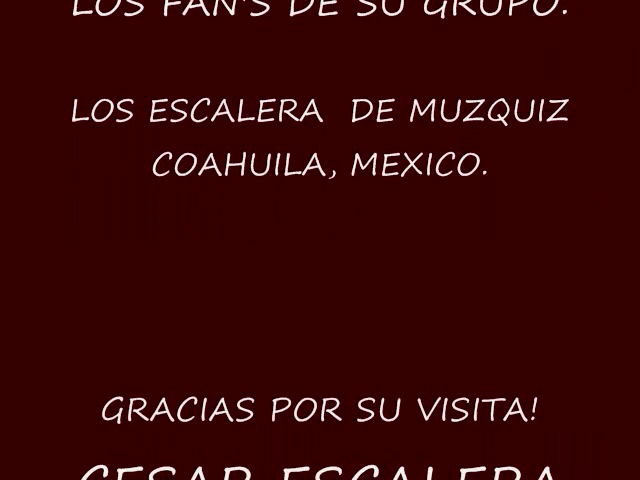 LOS FAN'S DE SU GRUPO.
LOS ESCALERA DE MUZQUIZ
COAHUILA, MEXICO.
GRACIAS POR SU VISITA!
CESAR ESCALERA